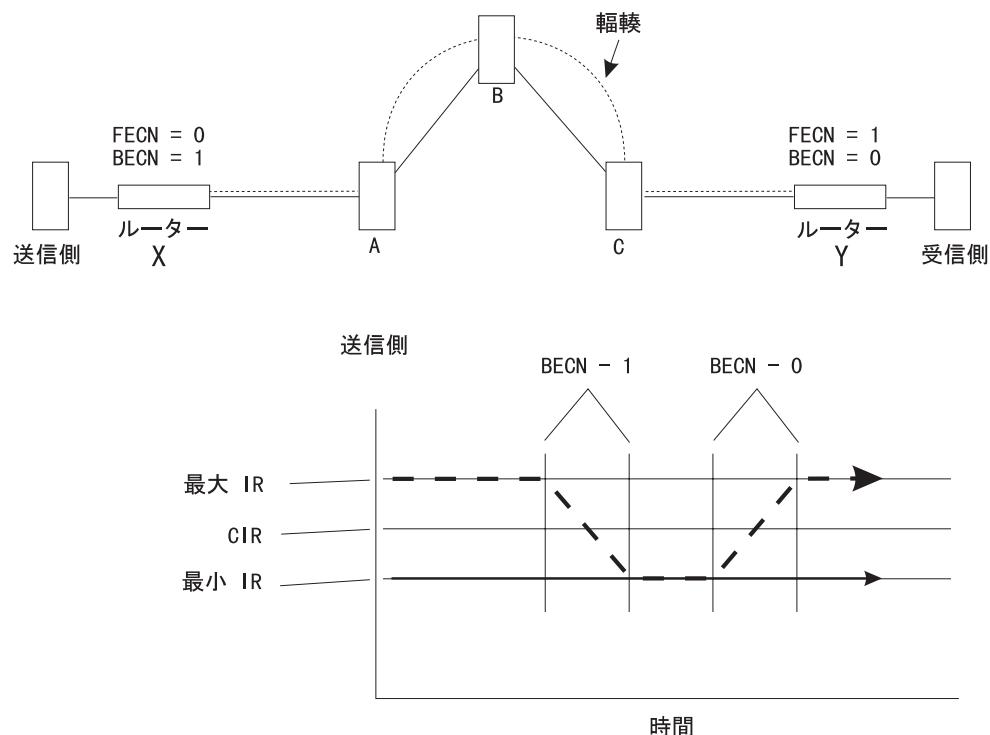 輻輳
B
FECN = 0
BECN = 1
FECN = 1
BECN = 0
送信側
ルーター
X
A
C
ルーター
Y
受信側
送信側
BECN - 1
BECN - 0
最大 IR
CIR
最小 IR
時間